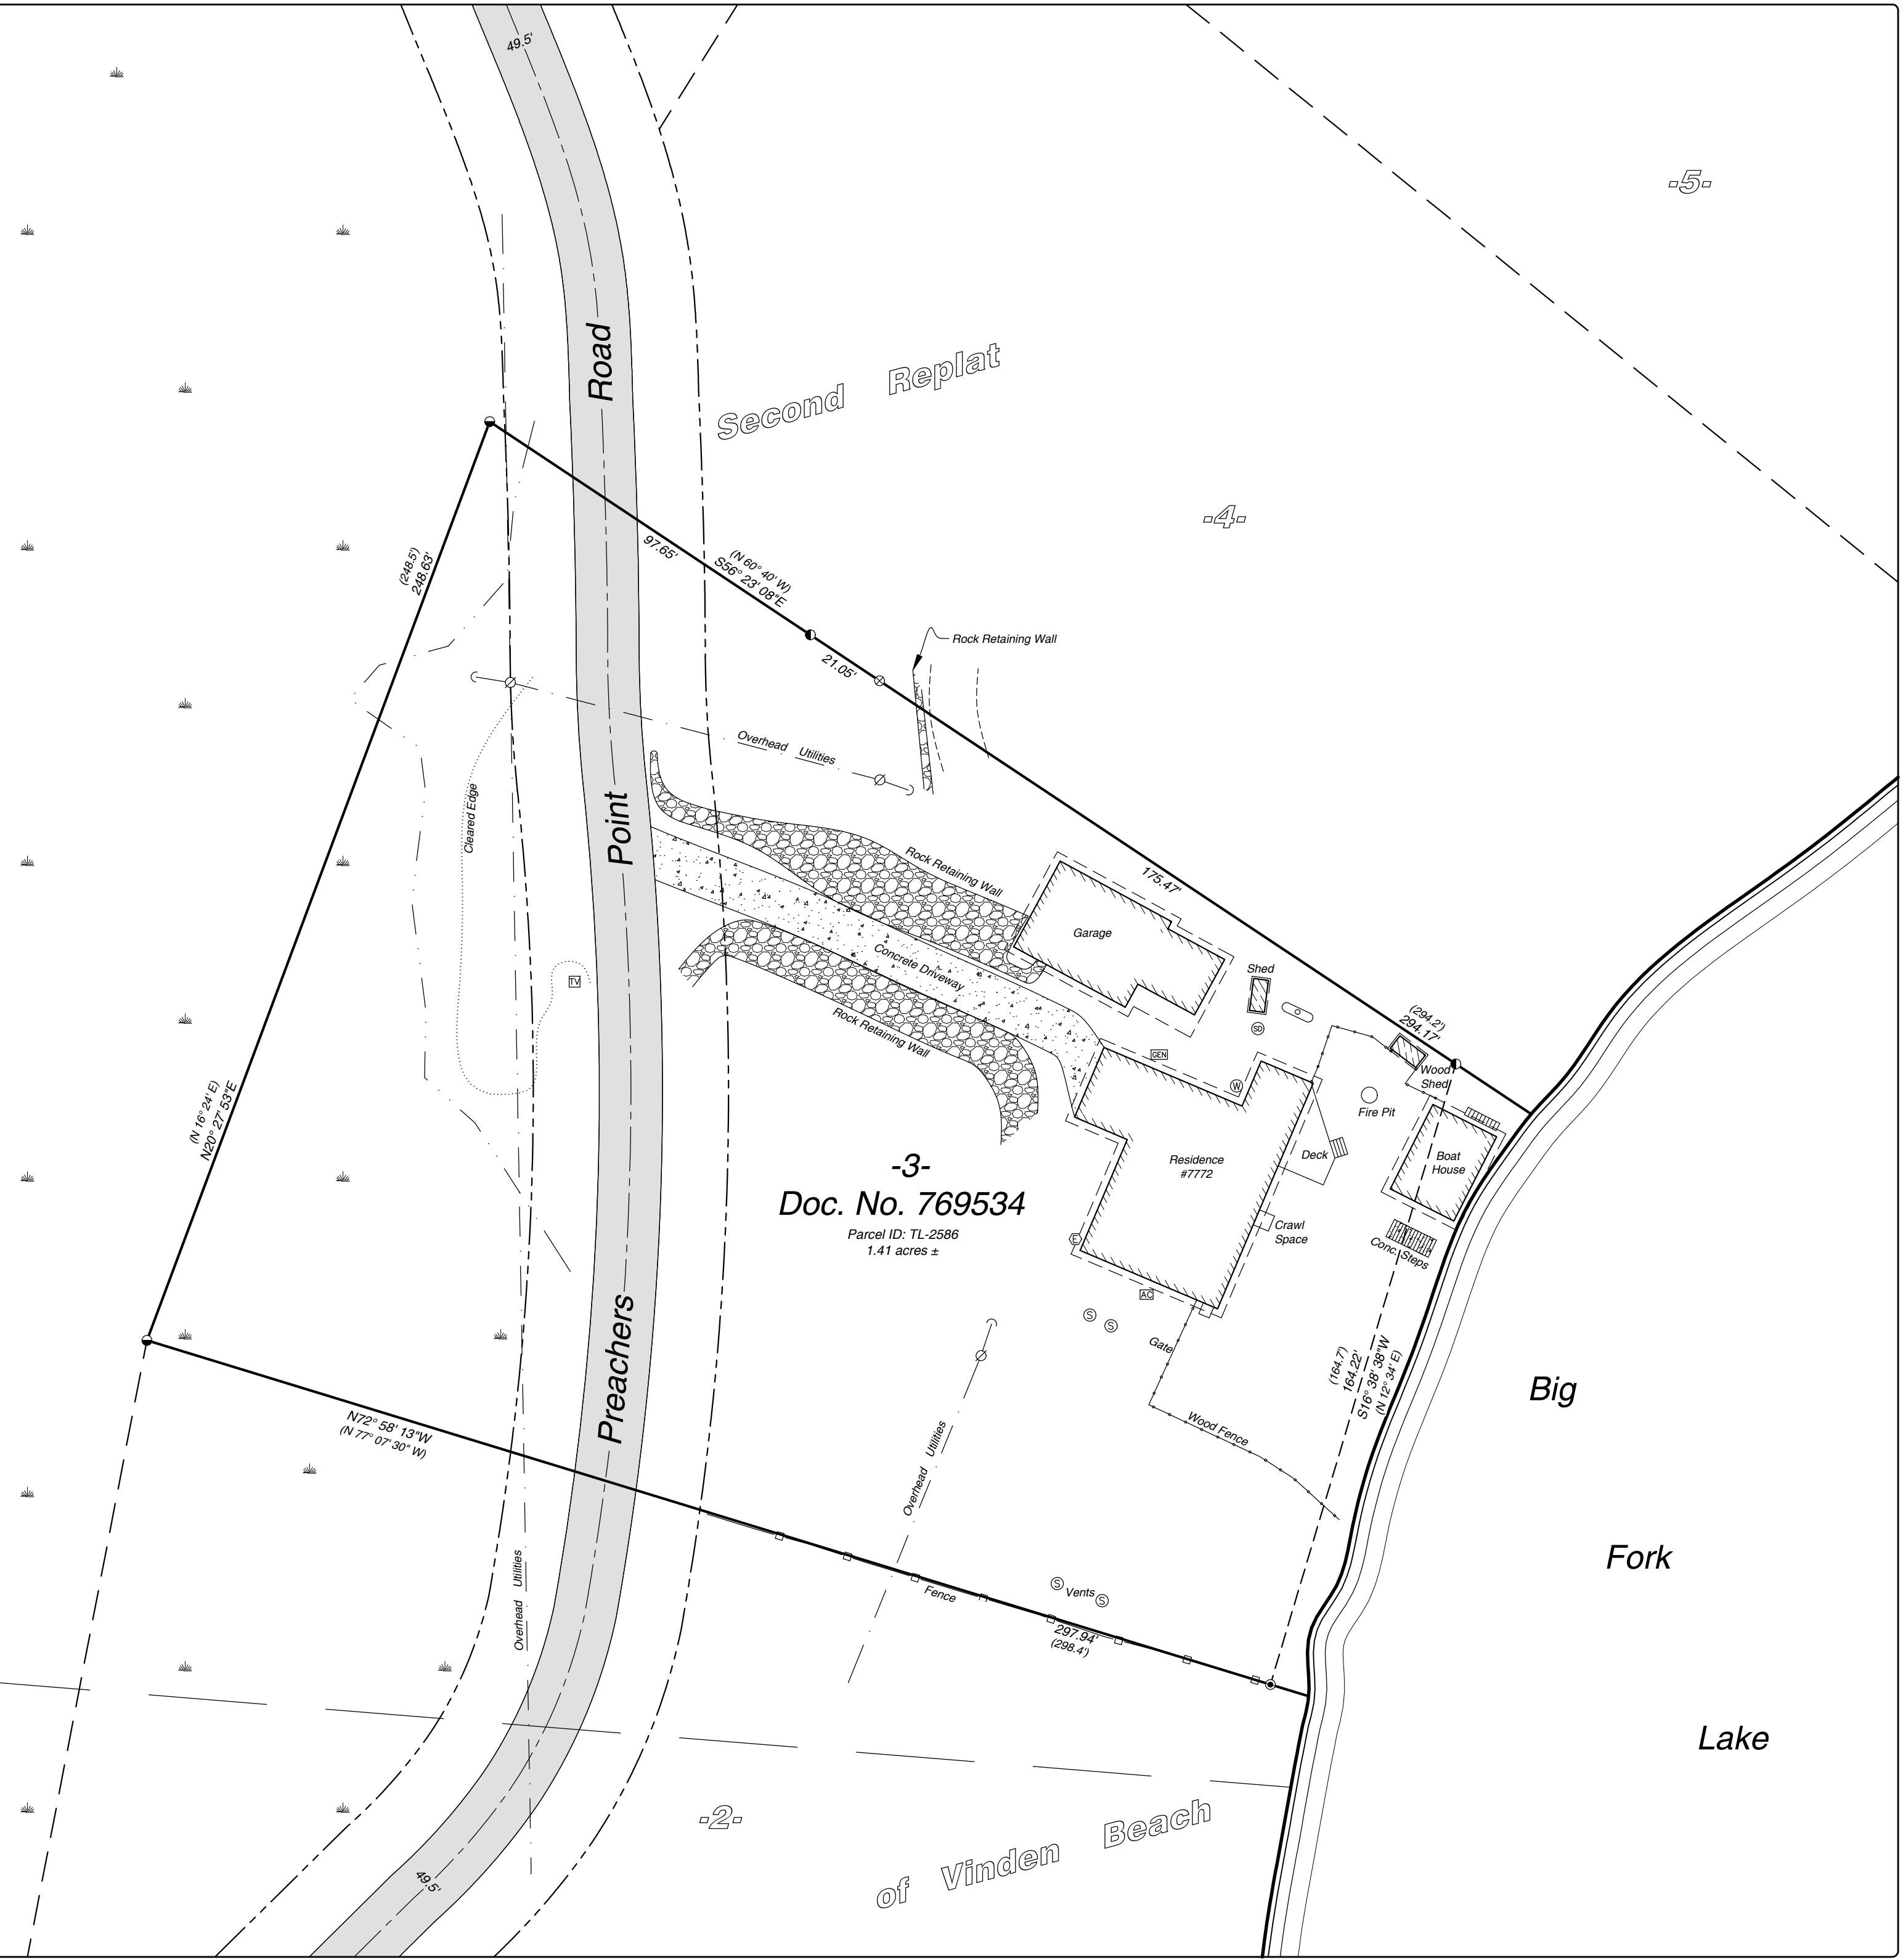 49.5'
-5-
Road
Second Replat
-4-
97.65'
(N 60° 40' W)
S56° 23' 08"E
(248.5')
248.63'
21.05'
Rock Retaining Wall
Overhead Utilities
Cleared Edge
Point
Rock Retaining Wall
175.47'
Garage
Concrete Driveway
Shed
TV
SD
Rock Retaining Wall
(294.2')
294.17'
GEN
W
Wood
Shed
Fire Pit
(N 16° 24' E)
N20° 27' 53"E
-3-
Doc. No. 769534
Parcel ID: TL-2586
1.41 acres ±
Residence
#7772
Deck
Boat
House
E
Crawl
Space
Conc. Steps
AC
S
S
Gate
Preachers
(164.7')
164.22'
S16° 38' 38"W
(N 12° 34' E)
Big
N72° 58' 13"W
(N 77° 07' 30" W)
Wood Fence
Overhead Utilities
Fork
Overhead Utilities
Fence
S
Vents
S
297.94'
(298.4')
Lake
-2-
of Vinden Beach
49.5'